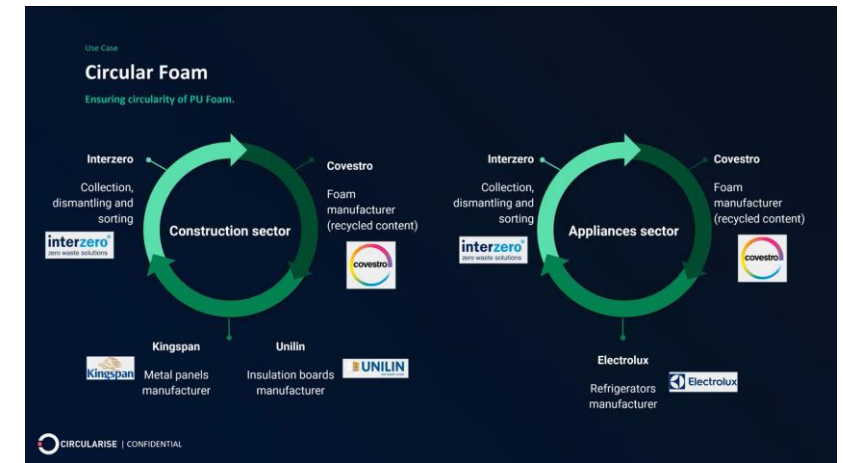 Use Case
Circular Foam
Ensuring circularity of PU Foam.
Interzero
Collection,
dismantling and
sorting
interzero
zero waste solutions
Construction sector
Covestro
Foam
manufacturer
(recycled content)
covestro
Kingspan
Kingspan
Metal panels
manufacturer
Unilin
Insulation boards
manufacturer
UNILIN
Interzero
Collection,
dismantling and
sorting
interzero
zero waste solutions
Appliances sector
Covestro
Foam
manufacturer
(recycled content)
covestro
Electrolux
Refrigerators
manufacturer
Electrolux
CIRCULARISE | CONFIDENTIAL